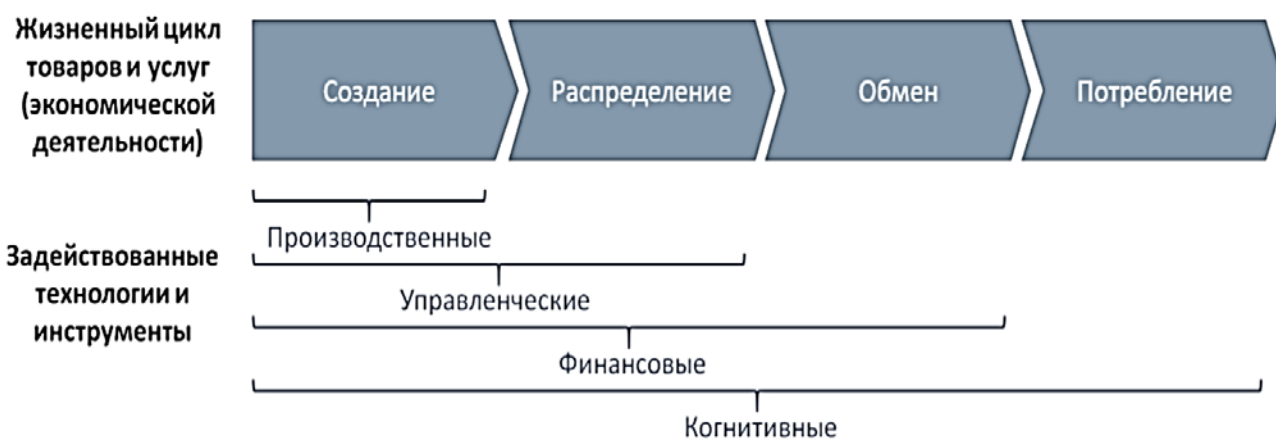 Жизненный цикл
товаров и услуг
(экономической
деятельности)
Создание
Распределение
Обмен
Потребление
Задействованные
технологии и
инструменты
Производственные
Управленческие
Финансовые
Когнитивные